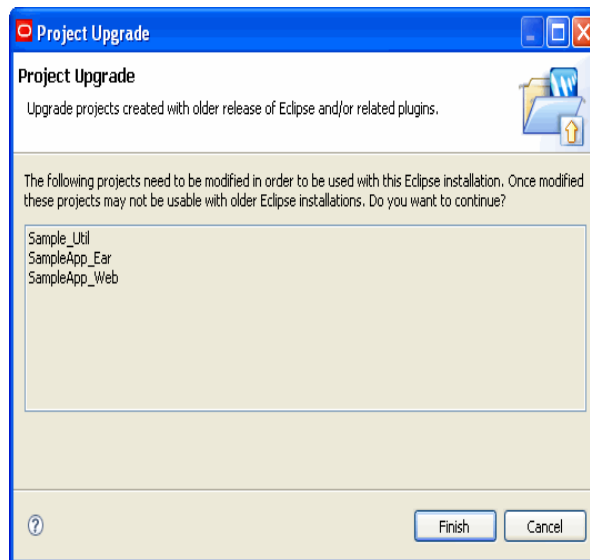 Project Upgrade
Project Upgrade
Upgrade projects created with older release of Eclipse and/or related plugins.
The following projects need to be modified in order to be used with this Eclipse installation. Once modified
these projects may not be usable with older Eclipse installations. Do you want to continue?
Sample_Util
SampleApp_Ear
SampleApp_Web
Finish
Cancel